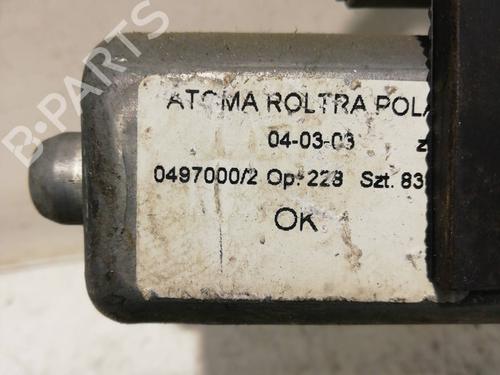 ATOMA ROLTRA POLA
04-03-03 z
0497000/2 Op. 228 Szt. 83
OK
B-PARTS